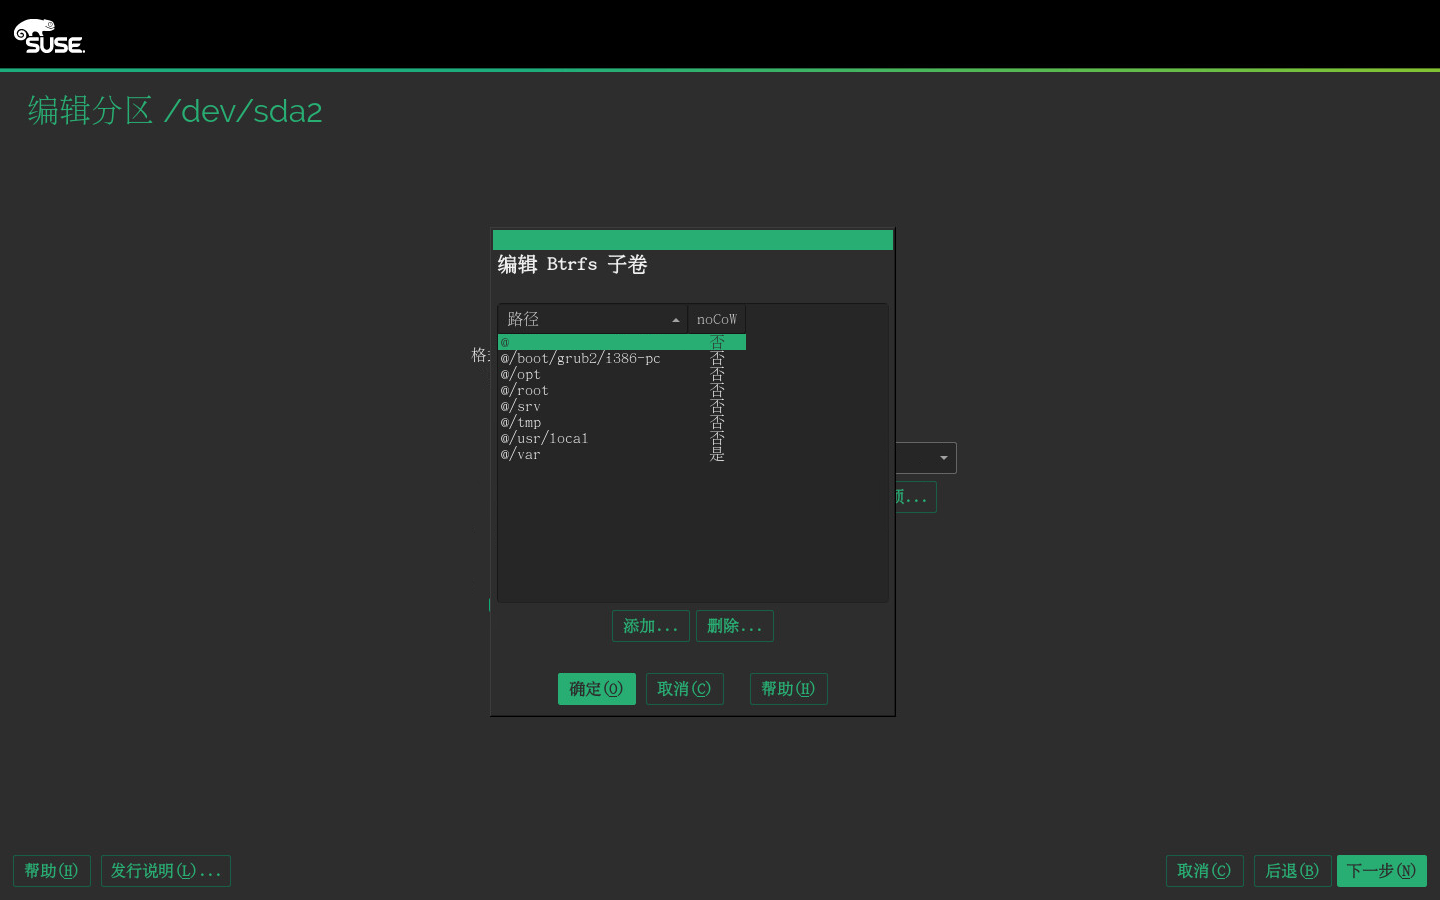 SUSE
编辑分区 /dev/sda2
编辑 Btrfs 子卷
路径 noCoW
@ 否
@/boot/grub2/i386-pc 否
@/opt 否
@/root 否
@/srv 否
@/tmp 否
@/usr/local 否
@/var 是
格
项...
添加... 删除...
确定(O) 取消(C) 帮助(H)
帮助(H) 发行说明(L)... 取消(C) 后退(B) 下一步(N)